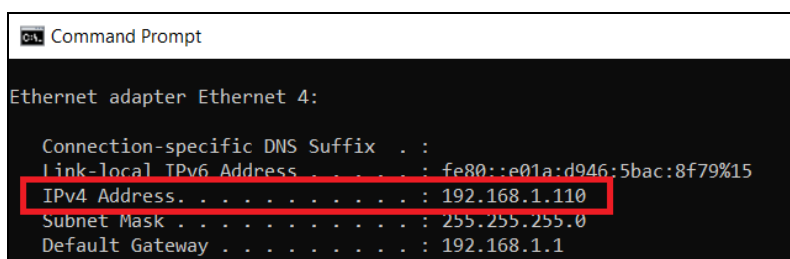 Command Prompt
Ethernet adapter Ethernet 4:
Connection-specific DNS Suffix . :
Link-local IPv6 Address . . . . . : fe80::e01a:d946:5bac:8f79%15
IPv4 Address. . . . . . . . . . . : 192.168.1.110
Subnet Mask . . . . . . . . . . . : 255.255.255.0
Default Gateway . . . . . . . . . : 192.168.1.1